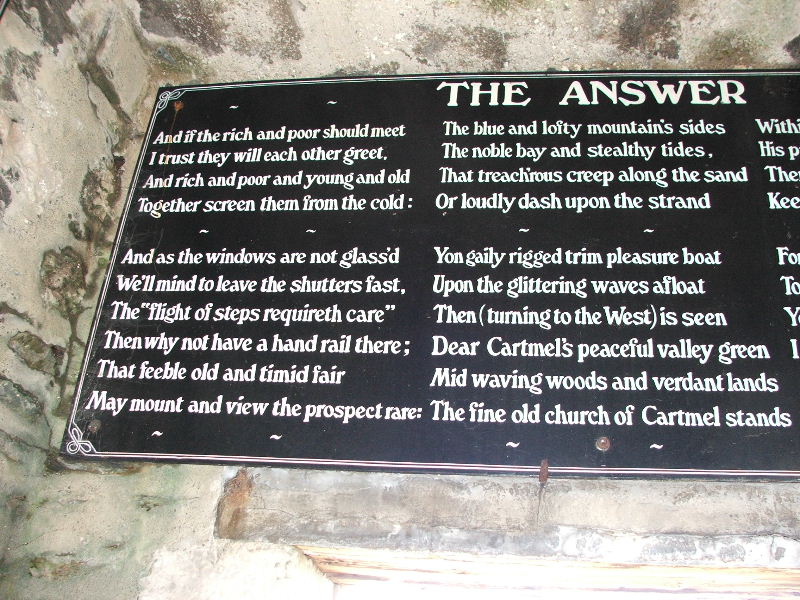 THE ANSWER
And if the rich and poor should meet
I trust they will each other greet,
And rich and poor and young and old
Together screen them from the cold:
And as the windows are not glass'd
We'll mind to leave the shutters fast,
The "flight of steps requireth care"
Then why not have a hand rail there;
That feeble old and timid fair
May mount and view the prospect rare:
The blue and lofty mountain's sides
The noble bay and stealthy tides,
That treach'rous creep along the sand
Or loudly dash upon the strand
Yon gaily rigged trim pleasure boat
Upon the glittering waves afloat
Then (turning to the West) is seen
Dear Cartmel's peaceful valley green
Mid waving woods and verdant lands
The fine old church of Cartmel stands
His